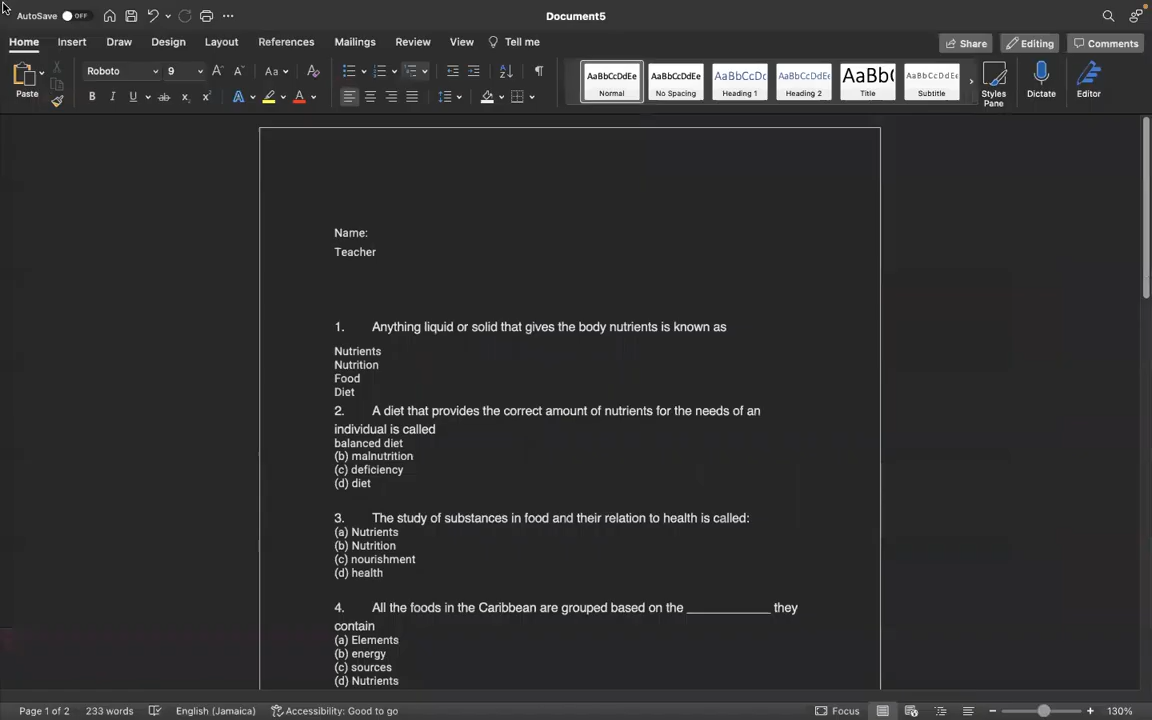 AutoSave OFF Document5
Home Insert Draw Design Layout References Mailings Review View Tell me Share Editing Comments
Paste Roboto 9 A A Aa A AaBbCcDdEe AaBbCcDdEe AaBbCcDc AaBbCcDdEe AaBb( AaBbCcDdEe Styles Pane Dictate Editor
B I U ab x₂ x² A A Normal No Spacing Heading 1 Heading 2 Title Subtitle
Name:
Teacher
1. Anything liquid or solid that gives the body nutrients is known as
Nutrients
Nutrition
Food
Diet
2. A diet that provides the correct amount of nutrients for the needs of an
individual is called
balanced diet
(b) malnutrition
(c) deficiency
(d) diet
3. The study of substances in food and their relation to health is called:
(a) Nutrients
(b) Nutrition
(c) nourishment
(d) health
4. All the foods in the Caribbean are grouped based on the ____________ they
contain
(a) Elements
(b) energy
(c) sources
(d) Nutrients
Page 1 of 2 233 words English (Jamaica) Accessibility: Good to go Focus 130%